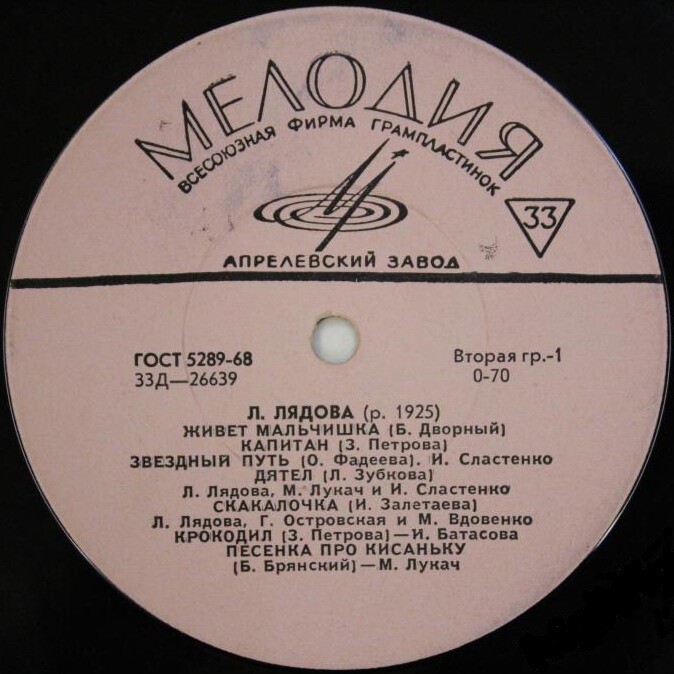 МЕЛОДИЯ
ВСЕСОЮЗНАЯ ФИРМА ГРАМПЛАСТИНОК
33
АПРЕЛЕВСКИЙ ЗАВОД
ГОСТ 5289-68
Вторая гр.-1
33Д—26639
0-70
Л. ЛЯДОВА (р. 1925)
ЖИВЕТ МАЛЬЧИШКА (Б. Дворный)
КАПИТАН (З. Петрова)
ЗВЕЗДНЫЙ ПУТЬ (О. Фадеева). И. Сластенко
ДЯТЕЛ (Л. Зубкова)
Л. Лядова, М. Лукач и И. Сластенко
СКАКАЛОЧКА (И. Залетаева)
Л. Лядова, Г. Островская и М. Вдовенко
КРОКОДИЛ (З. Петрова)—И. Батасова
ПЕСЕНКА ПРО КИСАНЬКУ
(Б. Брянский)—М. Лукач